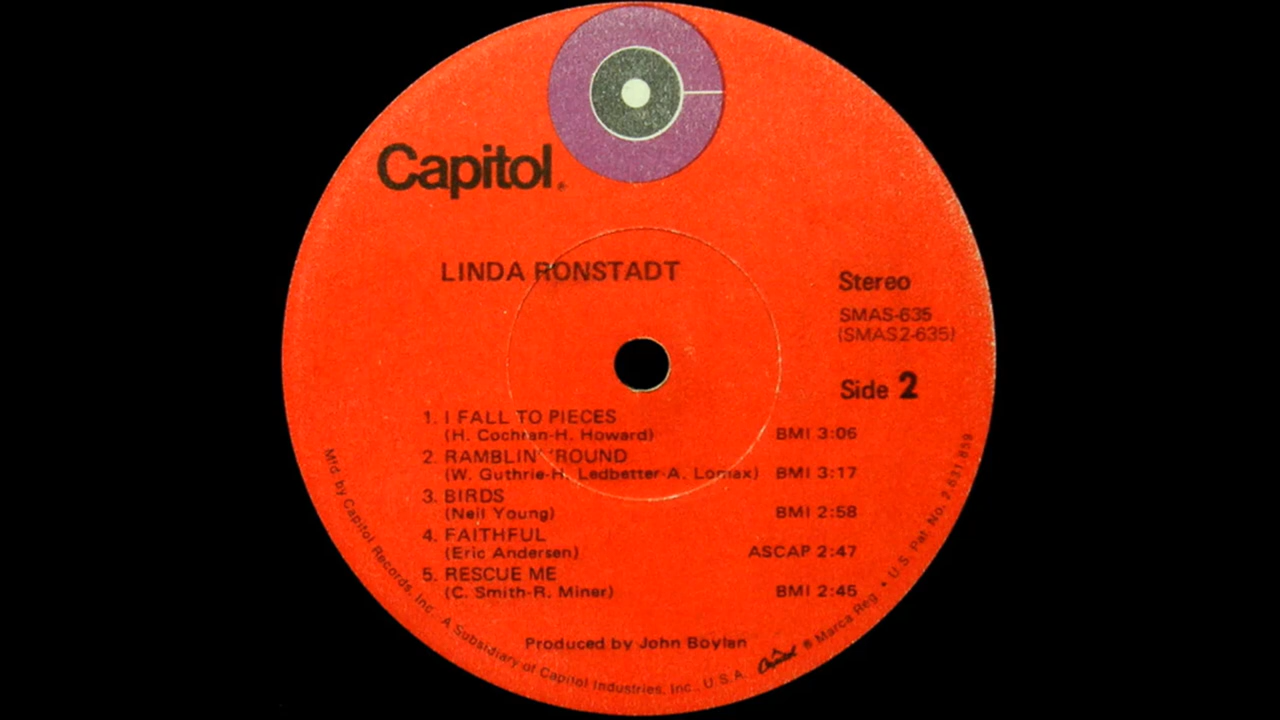 Capitol®
LINDA RONSTADT
Stereo
SMAS-635
(SMAS2-635)
Side 2
1. I FALL TO PIECES
(H. Cochran-H. Howard) BMI 3:06
2. RAMBLIN' 'ROUND
(W. Guthrie-H. Ledbetter-A. Lomax) BMI 3:17
3. BIRDS
(Neil Young) BMI 2:58
4. FAITHFUL
(Eric Andersen) ASCAP 2:47
5. RESCUE ME
(C. Smith-R. Miner) BMI 2:45
Produced by John Boylan
Mfd. by Capitol Records, Inc., A Subsidiary of Capitol Industries, Inc., U.S.A. Capitol ® Marca Reg. • U.S. Pat. No. 2,631,859